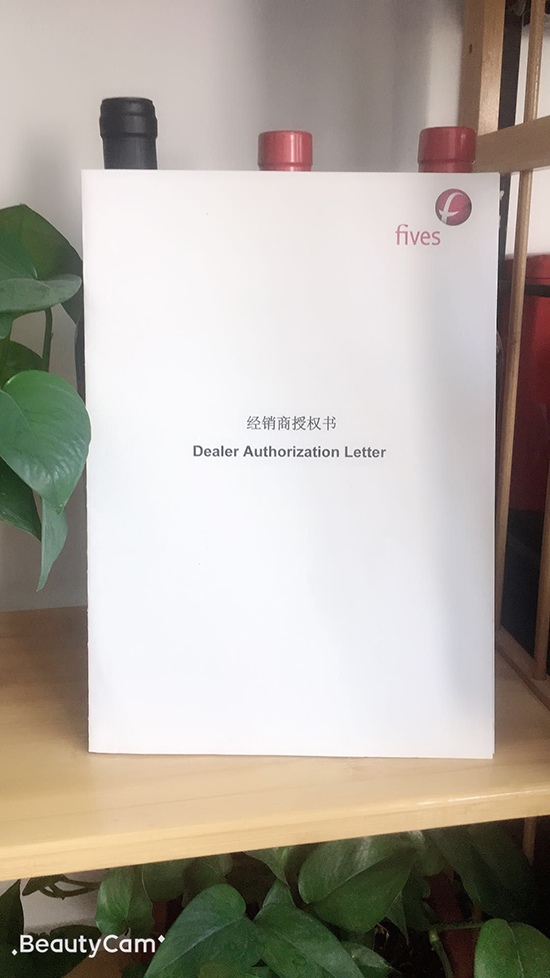 fives
经销商授权书
Dealer Authorization Letter
BeautyCam